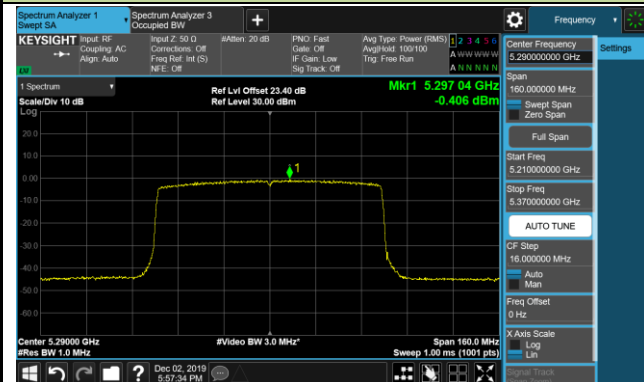 Spectrum Analyzer 1
Swept SA
Spectrum Analyzer 3
Occupied BW
+
Frequency
KEYSIGHT
Input: RF
Coupling: AC
Align: Auto
Input Z: 50 Ω
Corrections: Off
Freq Ref: Int (S)
NFE: Off
#Atten: 20 dB
PNO: Fast
Gate: Off
IF Gain: Low
Sig Track: Off
Avg Type: Power (RMS)
Avg|Hold: 100/100
Trig: Free Run
1 2 3 4 5 6
A W W W W W
A N N N N N
1 Spectrum
Scale/Div 10 dB
Log
Ref Lvl Offset 23.40 dB
Ref Level 30.00 dBm
Mkr1 5.297 04 GHz
-0.406 dBm
20.0
10.0
0.00
-10.0
-20.0
-30.0
-40.0
-50.0
-60.0
1
Center 5.29000 GHz
#Res BW 1.0 MHz
#Video BW 3.0 MHz*
Span 160.0 MHz
Sweep 1.00 ms (1001 pts)
Dec 02, 2019
5:57:34 PM
?
Center Frequency
5.290000000 GHz
Span
160.000000 MHz
Swept Span
Zero Span
Full Span
Start Freq
5.210000000 GHz
Stop Freq
5.370000000 GHz
AUTO TUNE
CF Step
16.000000 MHz
Auto
Man
Freq Offset
0 Hz
X Axis Scale
Log
Lin
Signal Track
Settings